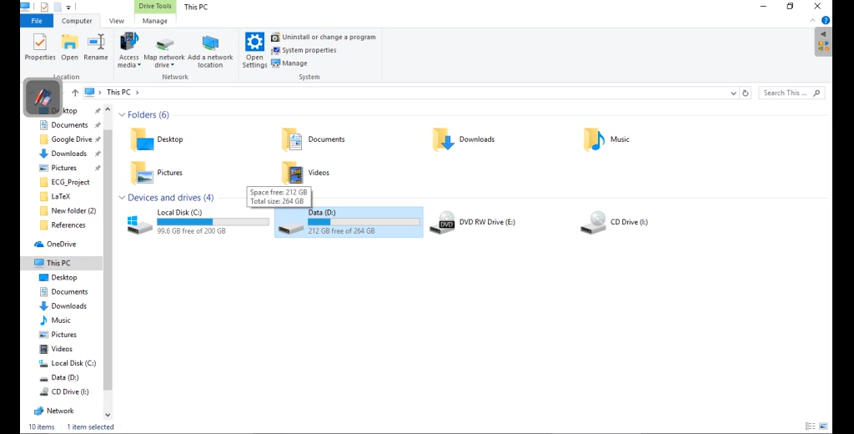 Drive Tools This PC
File Computer View Manage
Properties Open Rename Access media Map network drive Add a network location Open Settings
Uninstall or change a program
System properties
Manage
Location Network System
This PC Search This ...
Desktop
Documents
Google Drive
Downloads
Pictures
ECG_Project
LaTeX
New folder (2)
References
OneDrive
This PC
Desktop
Documents
Downloads
Music
Pictures
Videos
Local Disk (C:)
Data (D:)
CD Drive (I:)
Network
Folders (6)
Desktop Documents Downloads Music
Pictures Videos
Space free: 212 GB
Total size: 264 GB
Devices and drives (4)
Local Disk (C:)
99.6 GB free of 200 GB
Data (D:)
212 GB free of 264 GB
DVD RW Drive (E:)
DVD
CD Drive (I:)
10 items 1 item selected